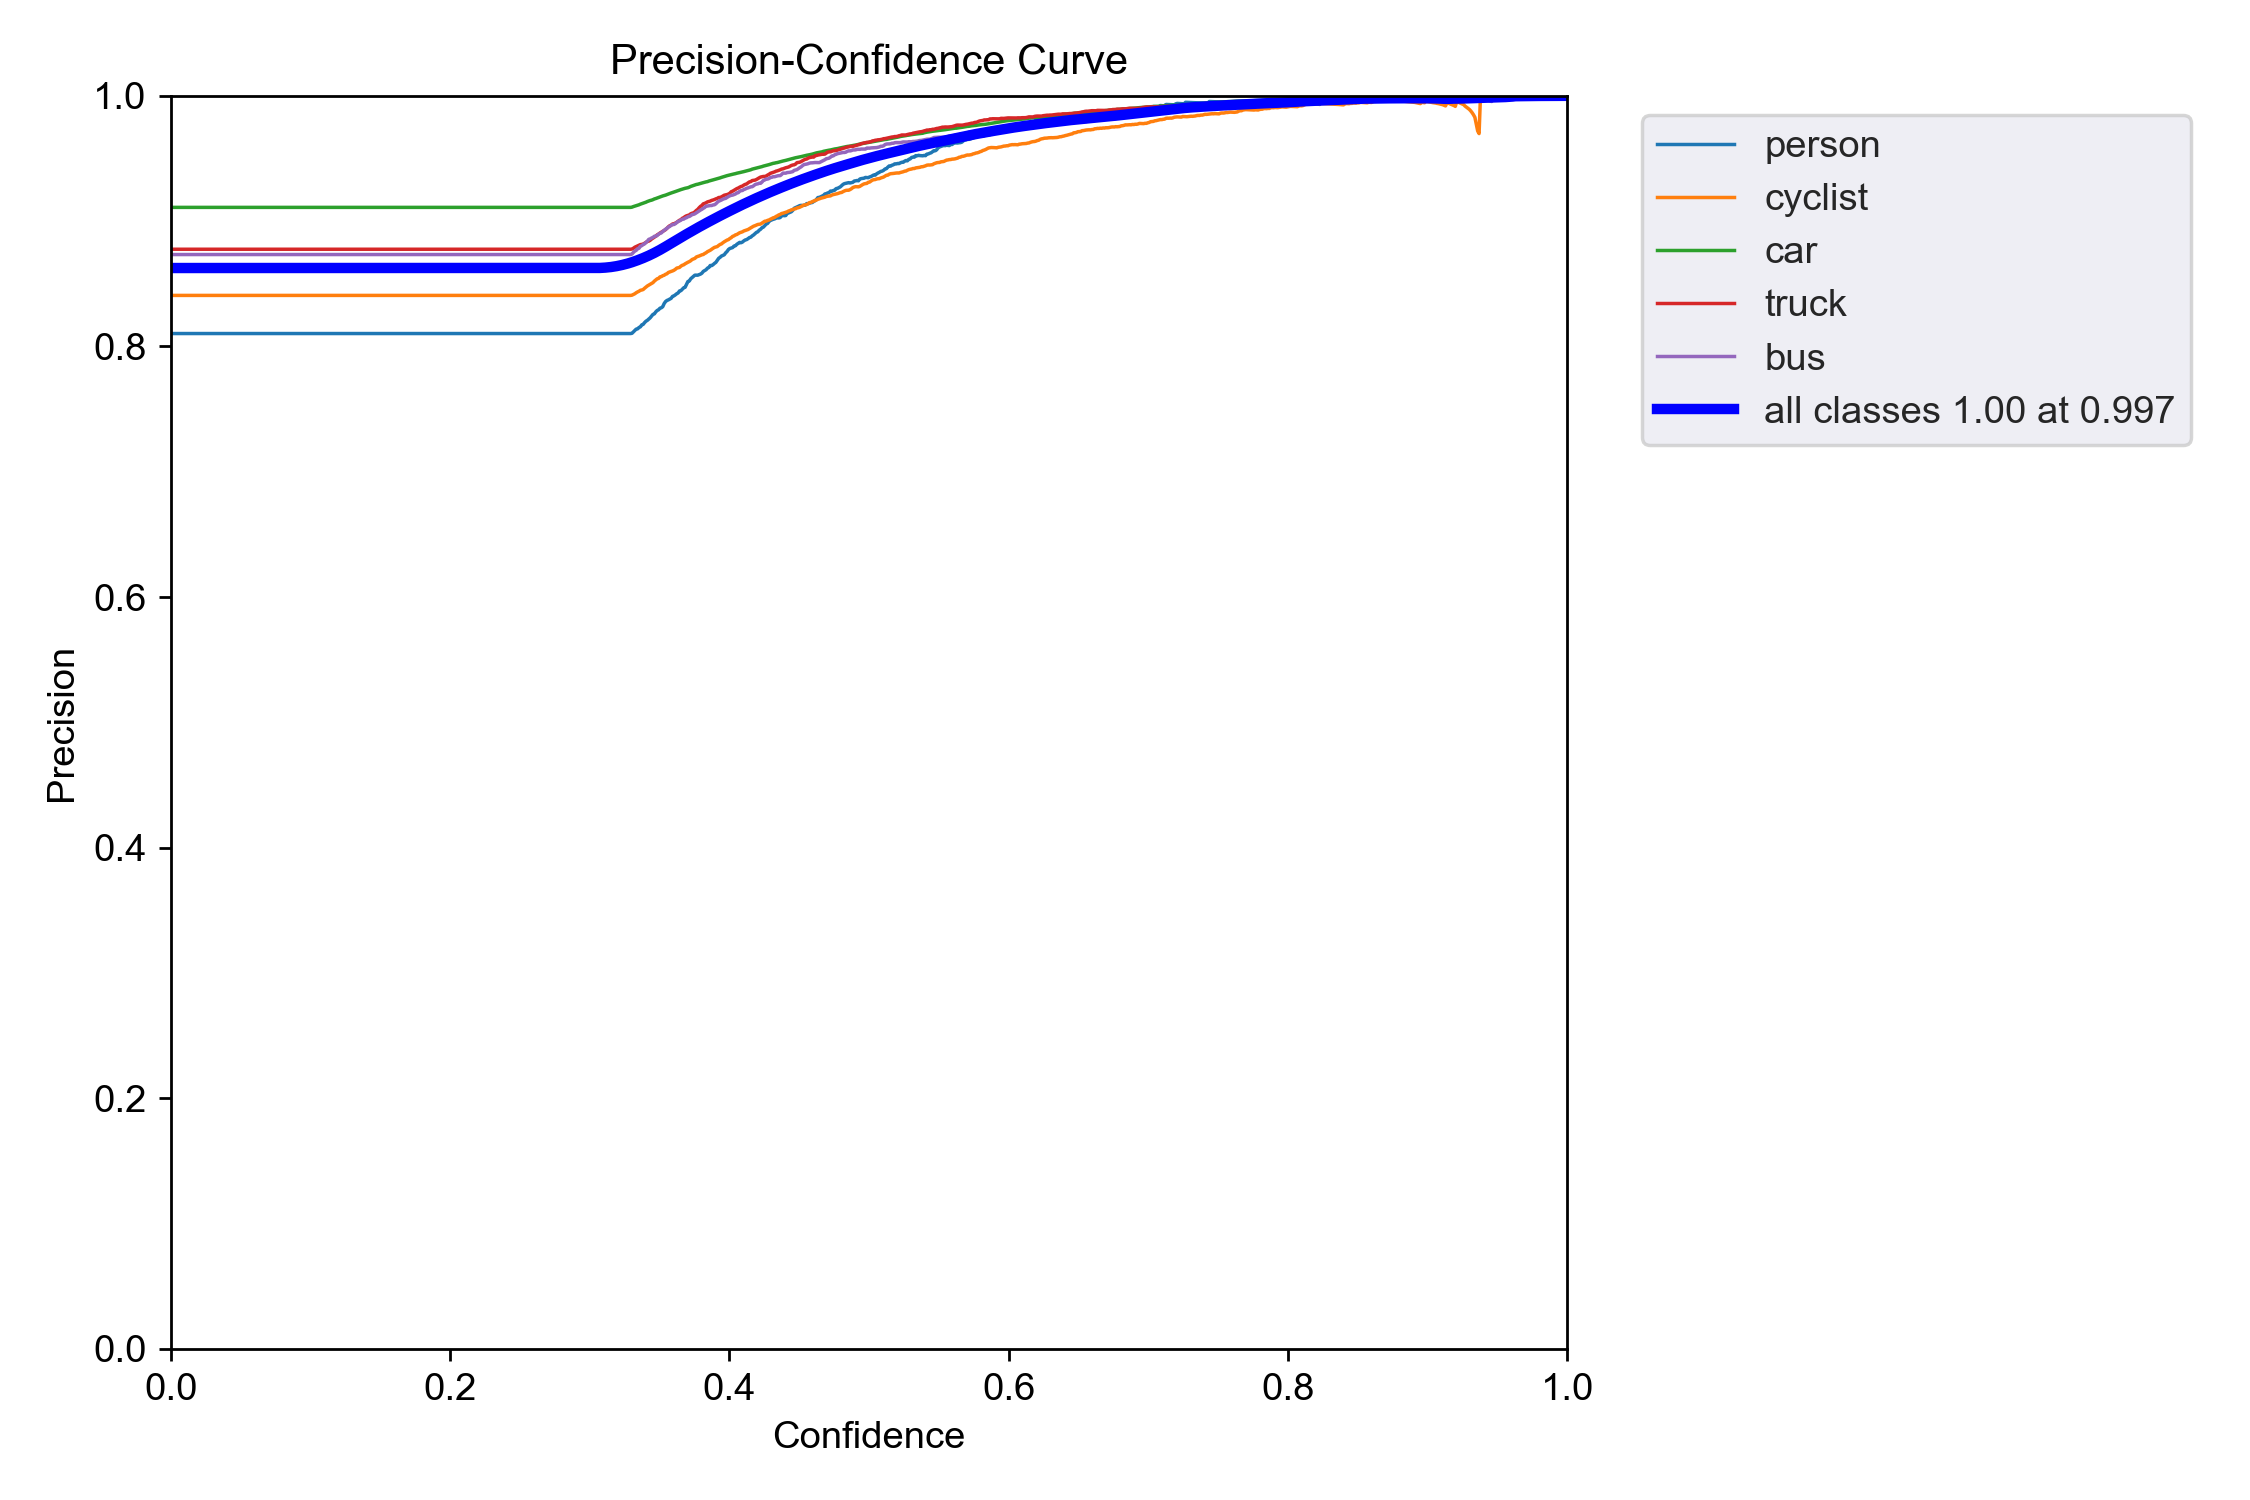 Precision-Confidence Curve
1.0
0.8
0.6
0.4
0.2
0.0
Precision
0.0 0.2 0.4 0.6 0.8 1.0
Confidence
person
cyclist
car
truck
bus
all classes 1.00 at 0.997